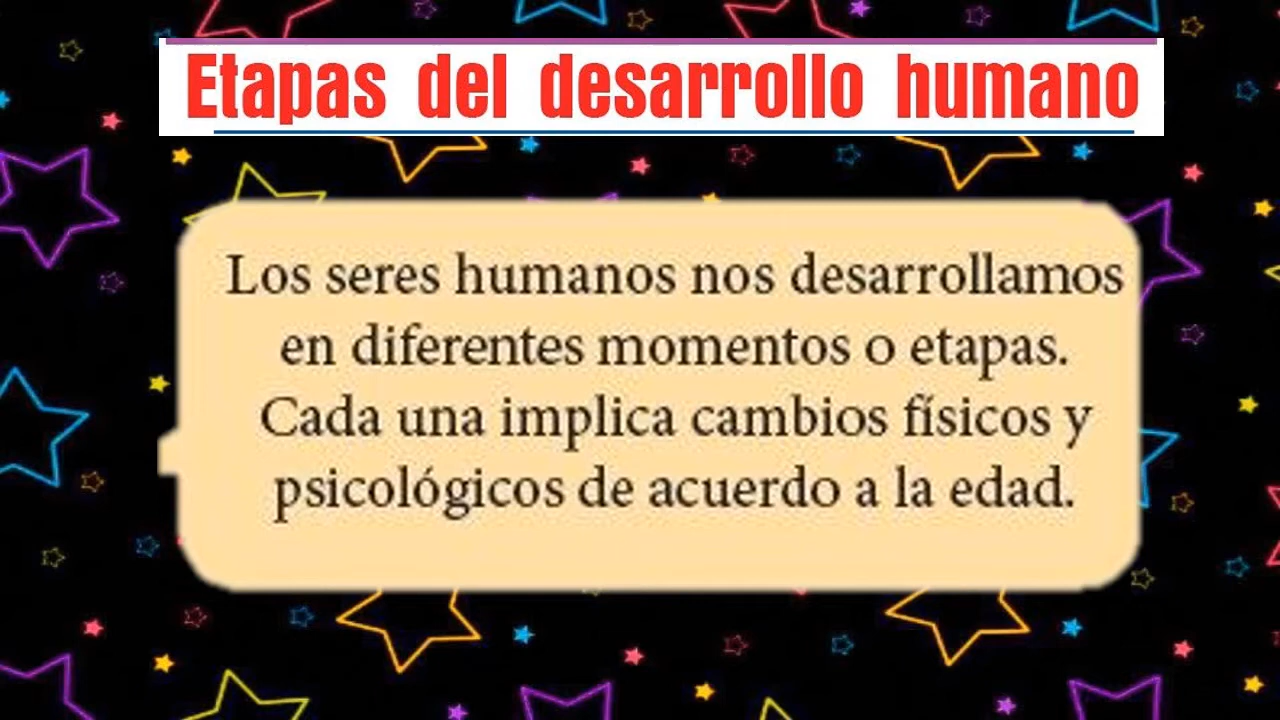 Etapas del desarrollo humano
Los seres humanos nos desarrollamos
en diferentes momentos o etapas.
Cada una implica cambios físicos y
psicológicos de acuerdo a la edad.